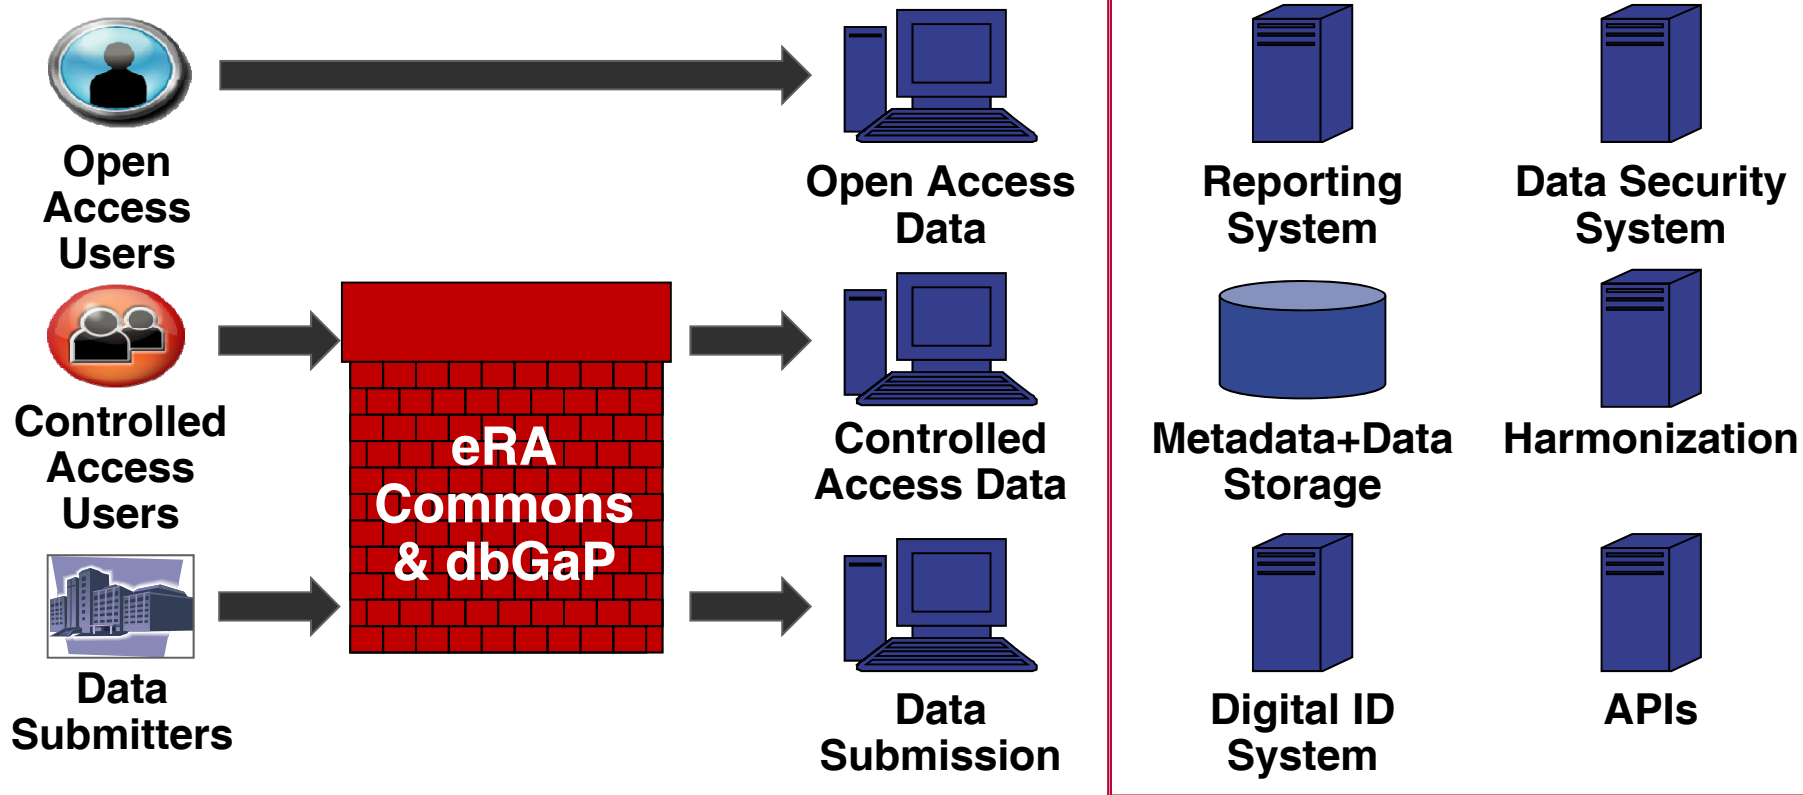 Open
Access
Users
Open Access
Data
Reporting
System
Data Security
System
Controlled
Access
Users
eRA
Commons
& dbGaP
Controlled
Access Data
Metadata+Data
Storage
Harmonization
Data
Submitters
Data
Submission
Digital ID
System
APIs